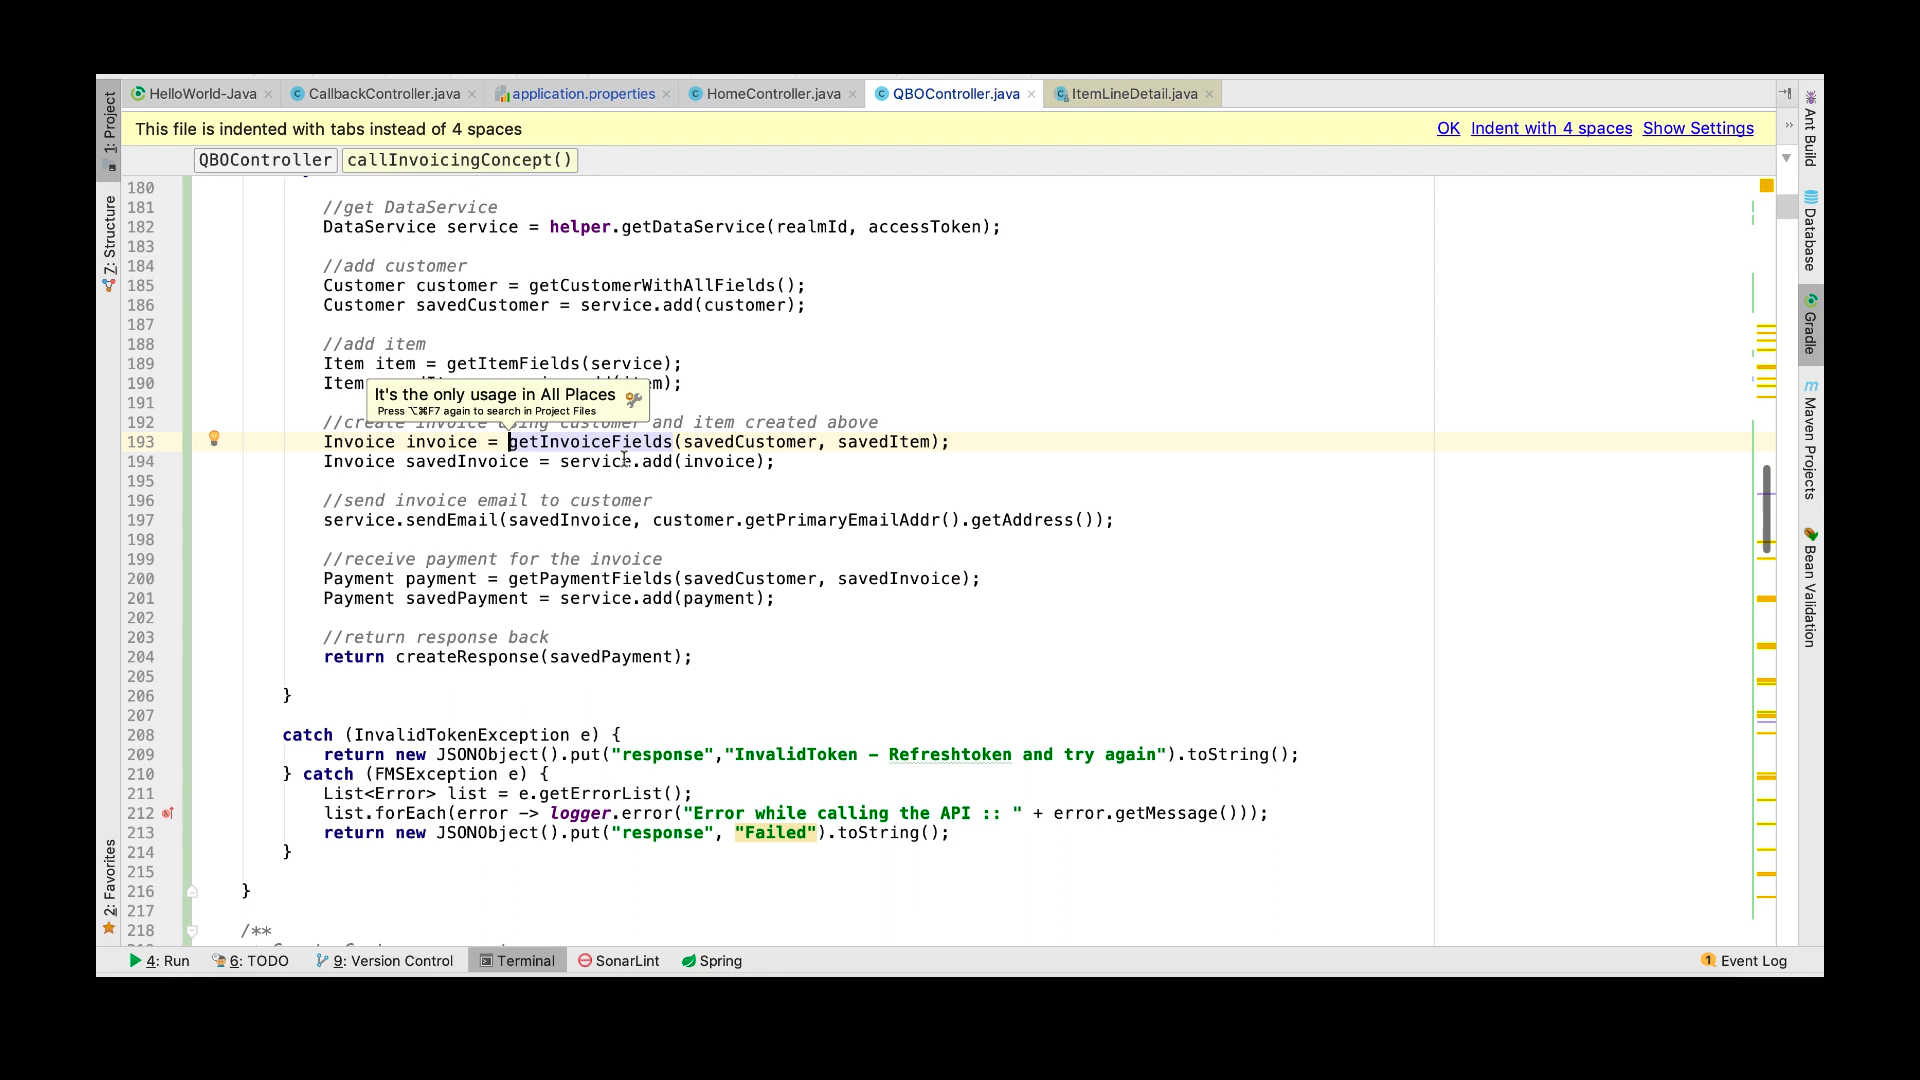 HelloWorld-Java × CallbackController.java × application.properties × HomeController.java × QBOController.java × ItemLineDetail.java ×
This file is indented with tabs instead of 4 spaces OK Indent with 4 spaces Show Settings
QBOController callInvoicingConcept()
180
181 //get DataService
182 DataService service = helper.getDataService(realmId, accessToken);
183
184 //add customer
185 Customer customer = getCustomerWithAllFields();
186 Customer savedCustomer = service.add(customer);
187
188 //add item
189 Item item = getItemFields(service);
190 Item
It's the only usage in All Places
Press ⌥⌘F7 again to search in Project Files
191
192 //create invoice using customer and item created above
193 Invoice invoice = getInvoiceFields(savedCustomer, savedItem);
194 Invoice savedInvoice = service.add(invoice);
195
196 //send invoice email to customer
197 service.sendEmail(savedInvoice, customer.getPrimaryEmailAddr().getAddress());
198
199 //receive payment for the invoice
200 Payment payment = getPaymentFields(savedCustomer, savedInvoice);
201 Payment savedPayment = service.add(payment);
202
203 //return response back
204 return createResponse(savedPayment);
205
206 }
207
208 catch (InvalidTokenException e) {
209 return new JSONObject().put("response","InvalidToken - Refreshtoken and try again").toString();
210 } catch (FMSException e) {
211 List<Error> list = e.getErrorList();
212 list.forEach(error -> logger.error("Error while calling the API :: " + error.getMessage()));
213 return new JSONObject().put("response", "Failed").toString();
214 }
215
216 }
217
218 /**
1: Project
7: Structure
2: Favorites
Ant Build
Database
Gradle
Maven Projects
Bean Validation
4: Run 6: TODO 9: Version Control Terminal SonarLint Spring 1 Event Log